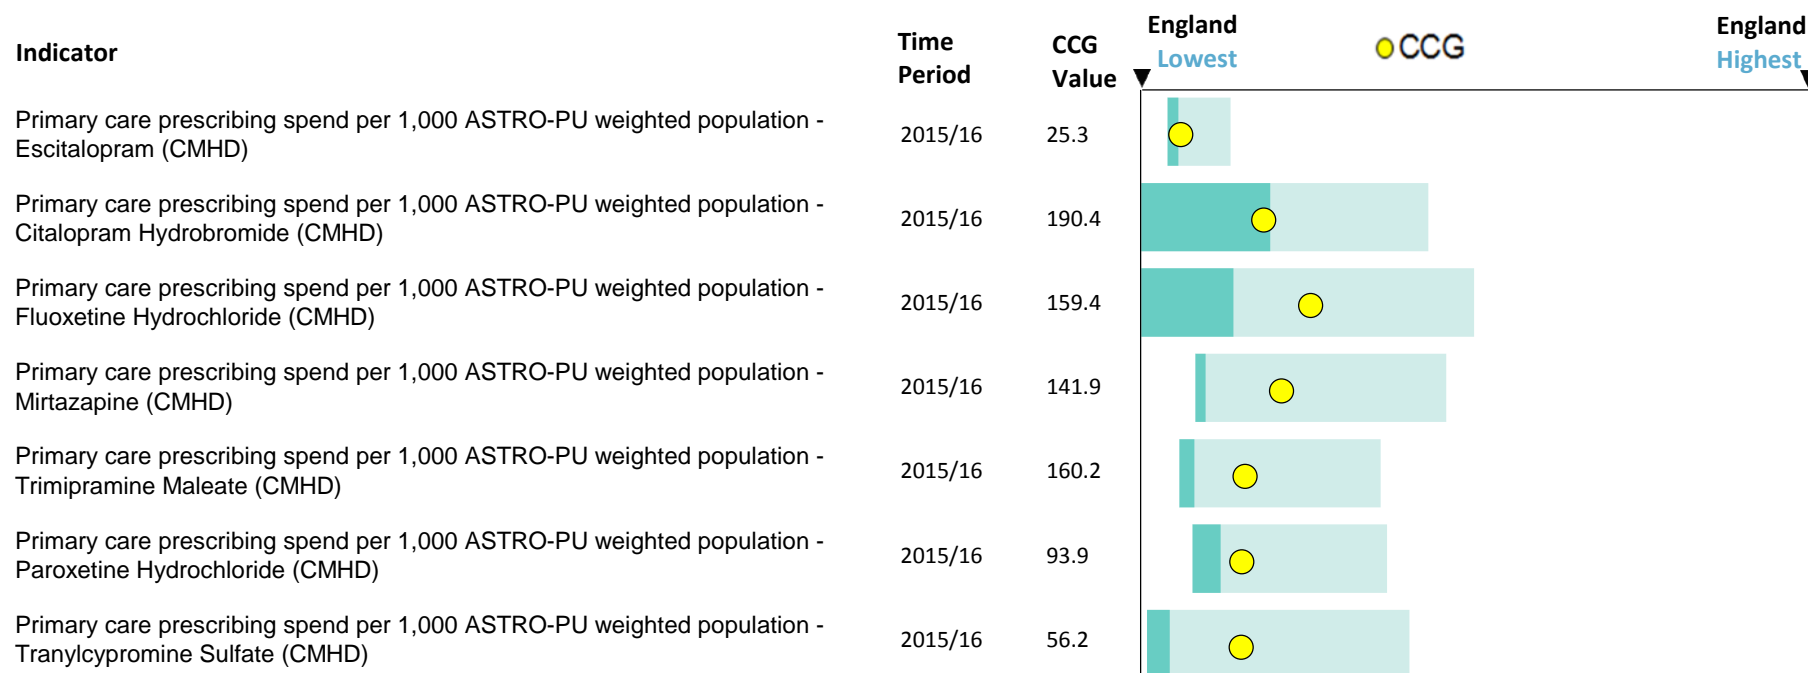 Indicator
Time
Period
CCG
Value
England
Lowest
CCG
England
Highest
Primary care prescribing spend per 1,000 ASTRO-PU weighted population -
Escitalopram (CMHD)
2015/16
25.3
Primary care prescribing spend per 1,000 ASTRO-PU weighted population -
Citalopram Hydrobromide (CMHD)
2015/16
190.4
Primary care prescribing spend per 1,000 ASTRO-PU weighted population -
Fluoxetine Hydrochloride (CMHD)
2015/16
159.4
Primary care prescribing spend per 1,000 ASTRO-PU weighted population -
Mirtazapine (CMHD)
2015/16
141.9
Primary care prescribing spend per 1,000 ASTRO-PU weighted population -
Trimipramine Maleate (CMHD)
2015/16
160.2
Primary care prescribing spend per 1,000 ASTRO-PU weighted population -
Paroxetine Hydrochloride (CMHD)
2015/16
93.9
Primary care prescribing spend per 1,000 ASTRO-PU weighted population -
Tranylcypromine Sulfate (CMHD)
2015/16
56.2